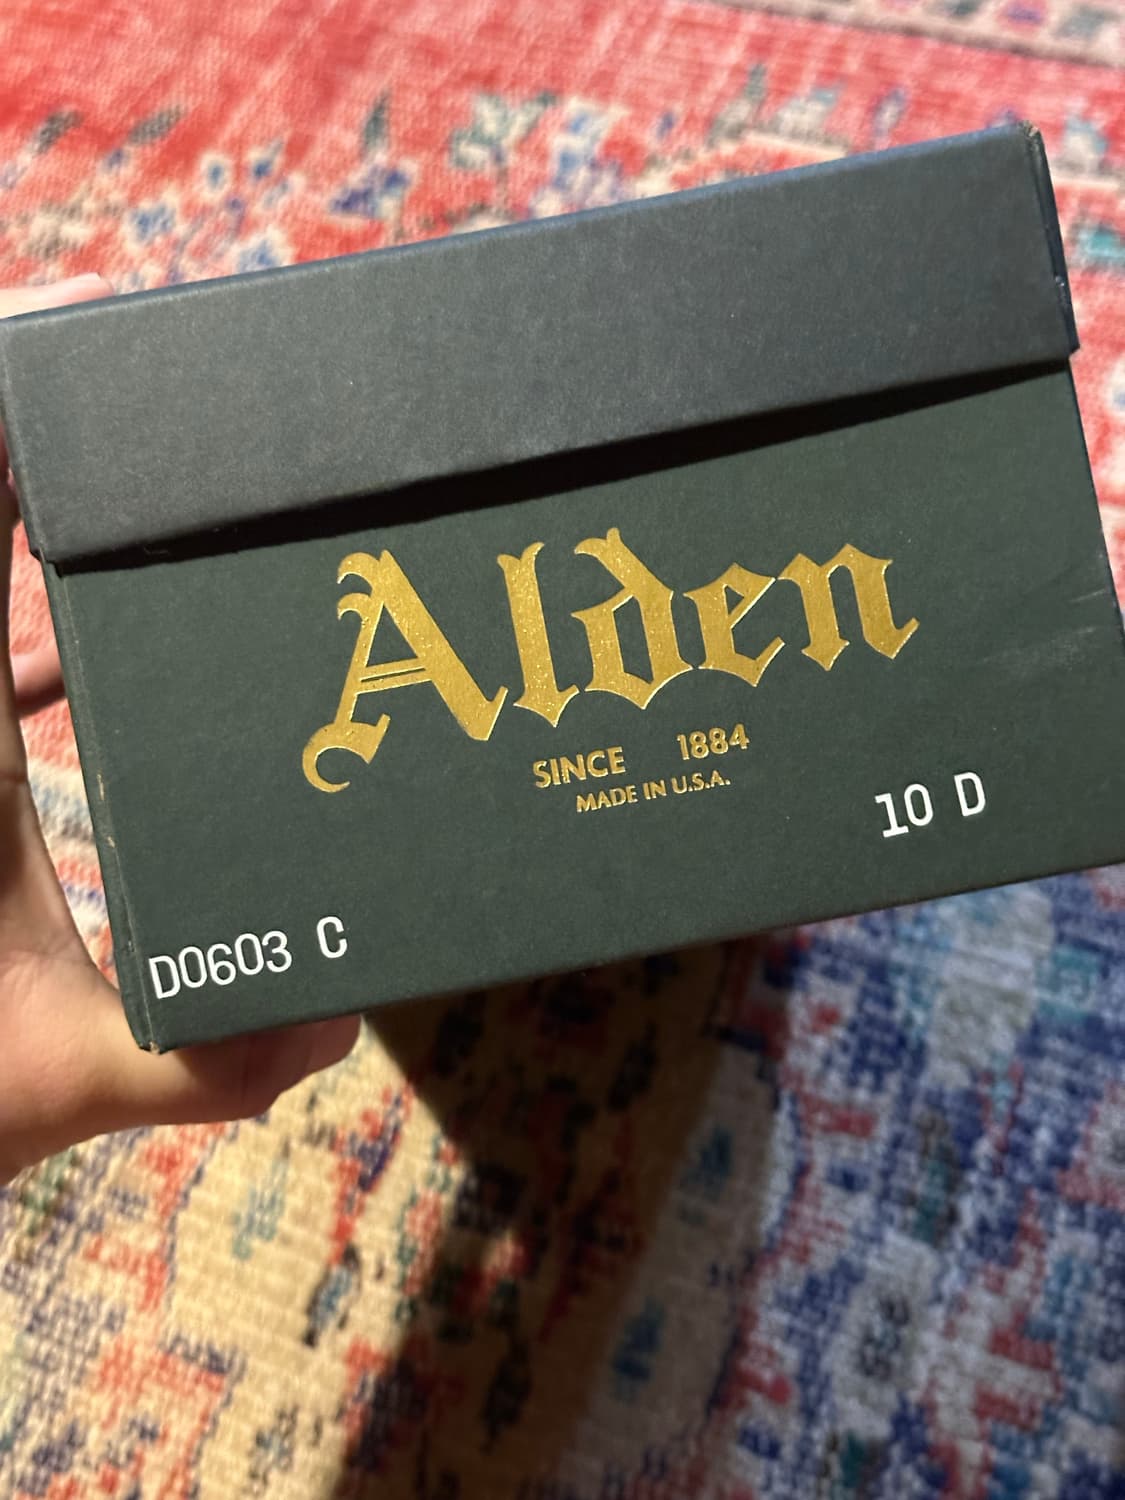 Alden
SINCE 1884
MADE IN U.S.A.
10 D
D0603 C